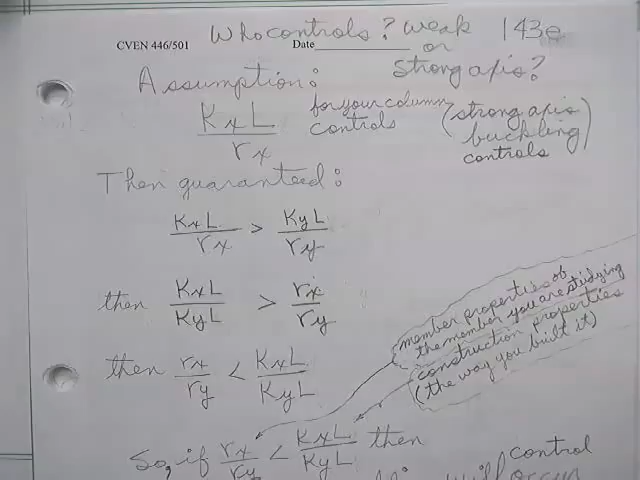 Who controls? weak 143e
CVEN 446/501 Date or
strong axis?
Assumption:
KxL / rx for your column controls (strong axis buckling controls)
Then guaranteed:
KxL / rx > KyL / ry
then KxL / KyL > rx / ry
member properties of
the member you are studying
construction properties
(the way you built it)
then rx / ry < KxL / KyL
So, if rx / ry < KxL / KyL then
control
will occur